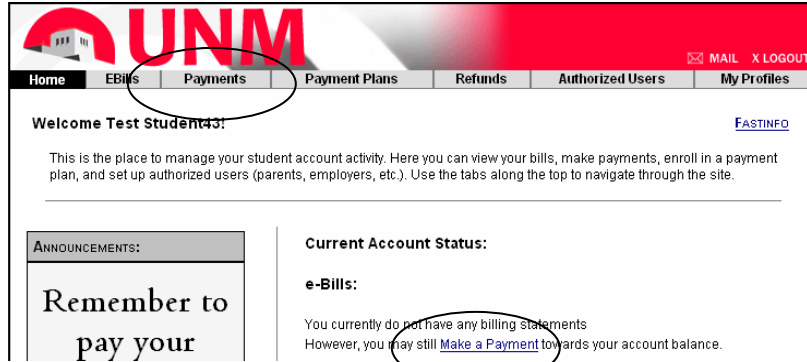 UNM
MAIL X LOGOUT
Home EBills Payments Payment Plans Refunds Authorized Users My Profiles
Welcome Test Student43!
FASTINFO
This is the place to manage your student account activity. Here you can view your bills, make payments, enroll in a payment
plan, and set up authorized users (parents, employers, etc.). Use the tabs along the top to navigate through the site.
ANNOUNCEMENTS:
Remember to
pay your
Current Account Status:
e-Bills:
You currently do not have any billing statements
However, you may still Make a Payment towards your account balance.